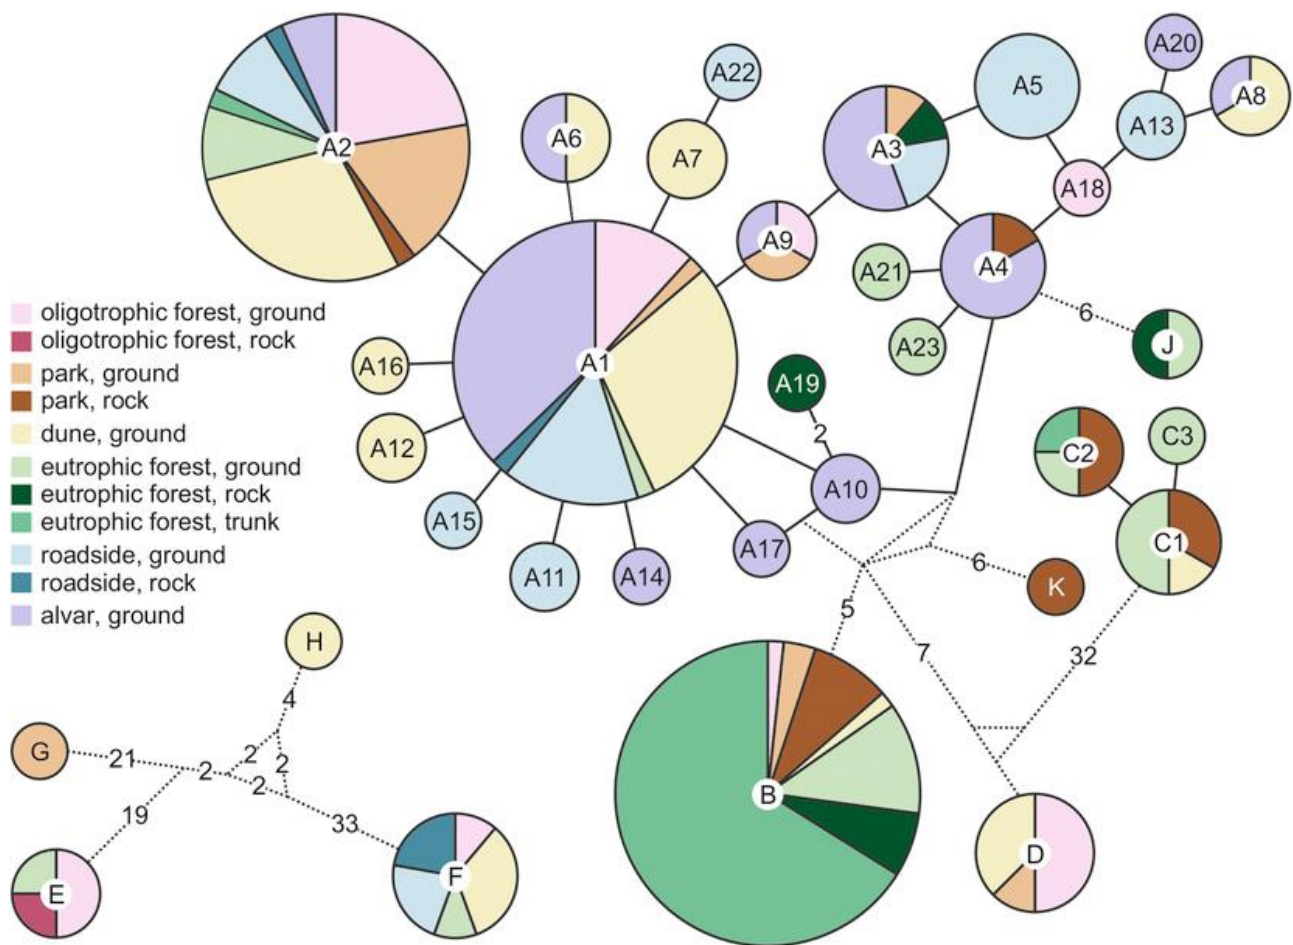 A20
A22
A5
A8
A13
A6
A2
A3
A7
A18
A9
A4
A21
oligotrophic forest, ground
oligotrophic forest, rock
park, ground
park, rock
dune, ground
eutrophic forest, ground
eutrophic forest, rock
eutrophic forest, trunk
roadside, ground
roadside, rock
alvar, ground
6
J
A23
A1
A16
A19
2
A12
C3
C2
A10
A15
A17
C1
A11
A14
6
K
5
H
7
32
4
G
21
2
2
2
2
19
33
B
D
F
E